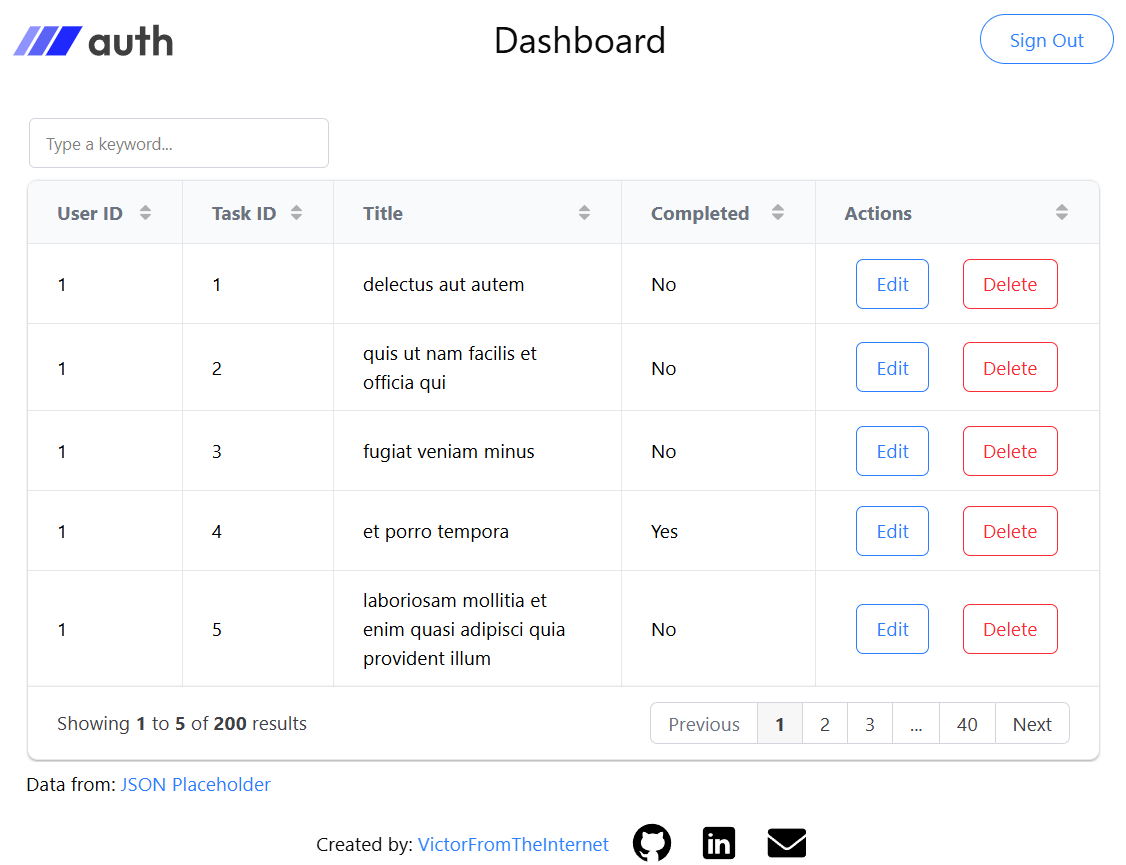 auth
Dashboard
Sign Out
Type a keyword...
User ID Task ID Title Completed Actions
1 1 delectus aut autem No Edit Delete
1 2 quis ut nam facilis et
officia qui No Edit Delete
1 3 fugiat veniam minus No Edit Delete
1 4 et porro tempora Yes Edit Delete
1 5 laboriosam mollitia et
enim quasi adipisci quia
provident illum No Edit Delete
Showing 1 to 5 of 200 results
Previous 1 2 3 ... 40 Next
Data from: JSON Placeholder
Created by: VictorFromTheInternet
in